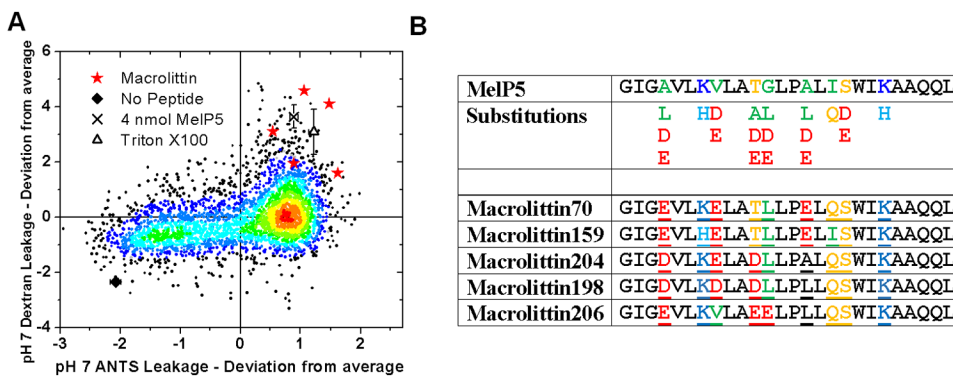 A
pH 7 Dextran Leakage - Deviation from average
6
4
2
0
-2
-4
Macrolittin
No Peptide
4 nmol MelP5
Triton X100
-3 -2 -1 0 1 2
pH 7 ANTS Leakage - Deviation from average
B
MelP5 GIGAVLKVLATGLPALISWIKAAQQL
Substitutions L HD AL L QD H
D E DD D E
E EE E
Macrolittin70 GIGEVLKELATLLPELQSWIKAAQQL
Macrolittin159 GIGEVLHELATLLPELISWIKAAQQL
Macrolittin204 GIGDVLKELADLLPALQSWIKAAQQL
Macrolittin198 GIGDVLKDLADLLPLLQSWIKAAQQL
Macrolittin206 GIGEVLKVLAEELPLLQSWIKAAQQL